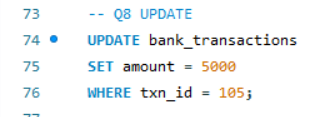 73 -- Q8 UPDATE
74 UPDATE bank_transactions
75 SET amount = 5000
76 WHERE txn_id = 105;